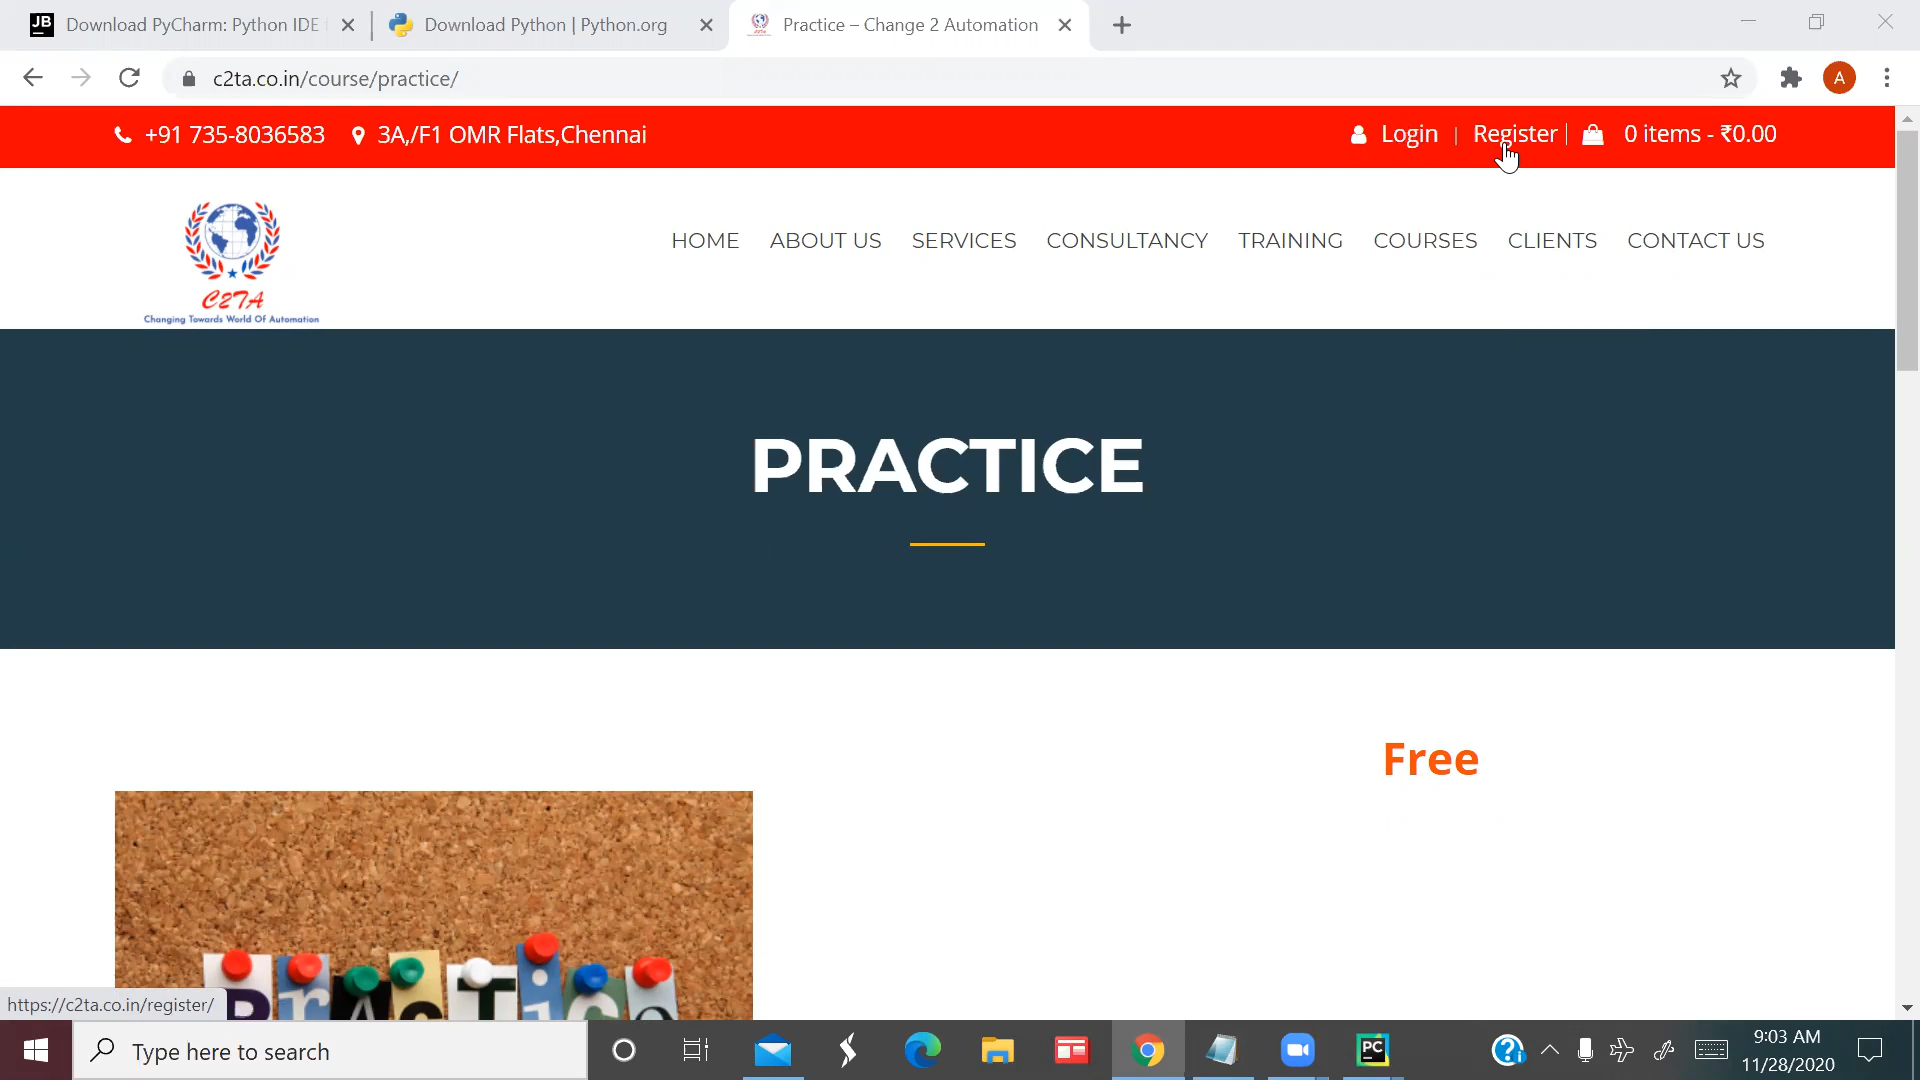 JB Download PyCharm: Python IDE
Download Python | Python.org
Practice – Change 2 Automation
c2ta.co.in/course/practice/
A
+91 735-8036583
3A,/F1 OMR Flats,Chennai
Login | Register | 0 items - ₹0.00
C2TA
Changing Towards World Of Automation
HOME ABOUT US SERVICES CONSULTANCY TRAINING COURSES CLIENTS CONTACT US
PRACTICE
Free
PrACTiCe
https://c2ta.co.in/register/
Type here to search
PC
9:03 AM
11/28/2020